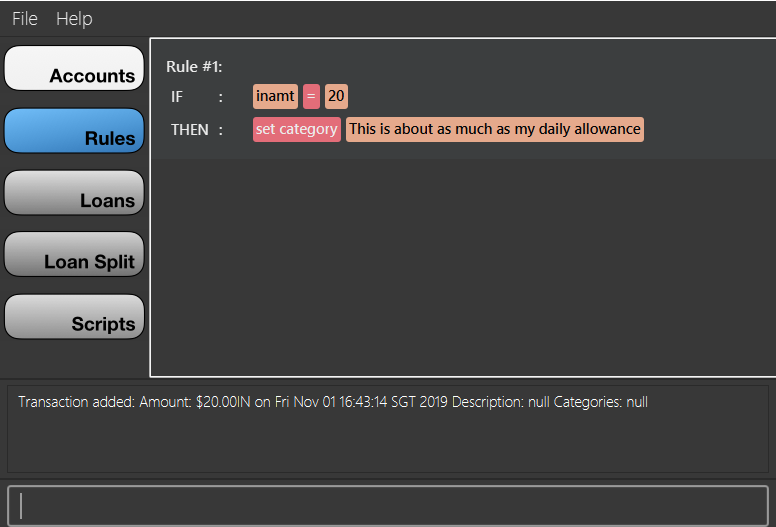 File Help
Accounts
Rules
Loans
Loan Split
Scripts
Rule #1:
IF : inamt = 20
THEN : set category This is about as much as my daily allowance
Transaction added: Amount: $20.00IN on Fri Nov 01 16:43:14 SGT 2019 Description: null Categories: null